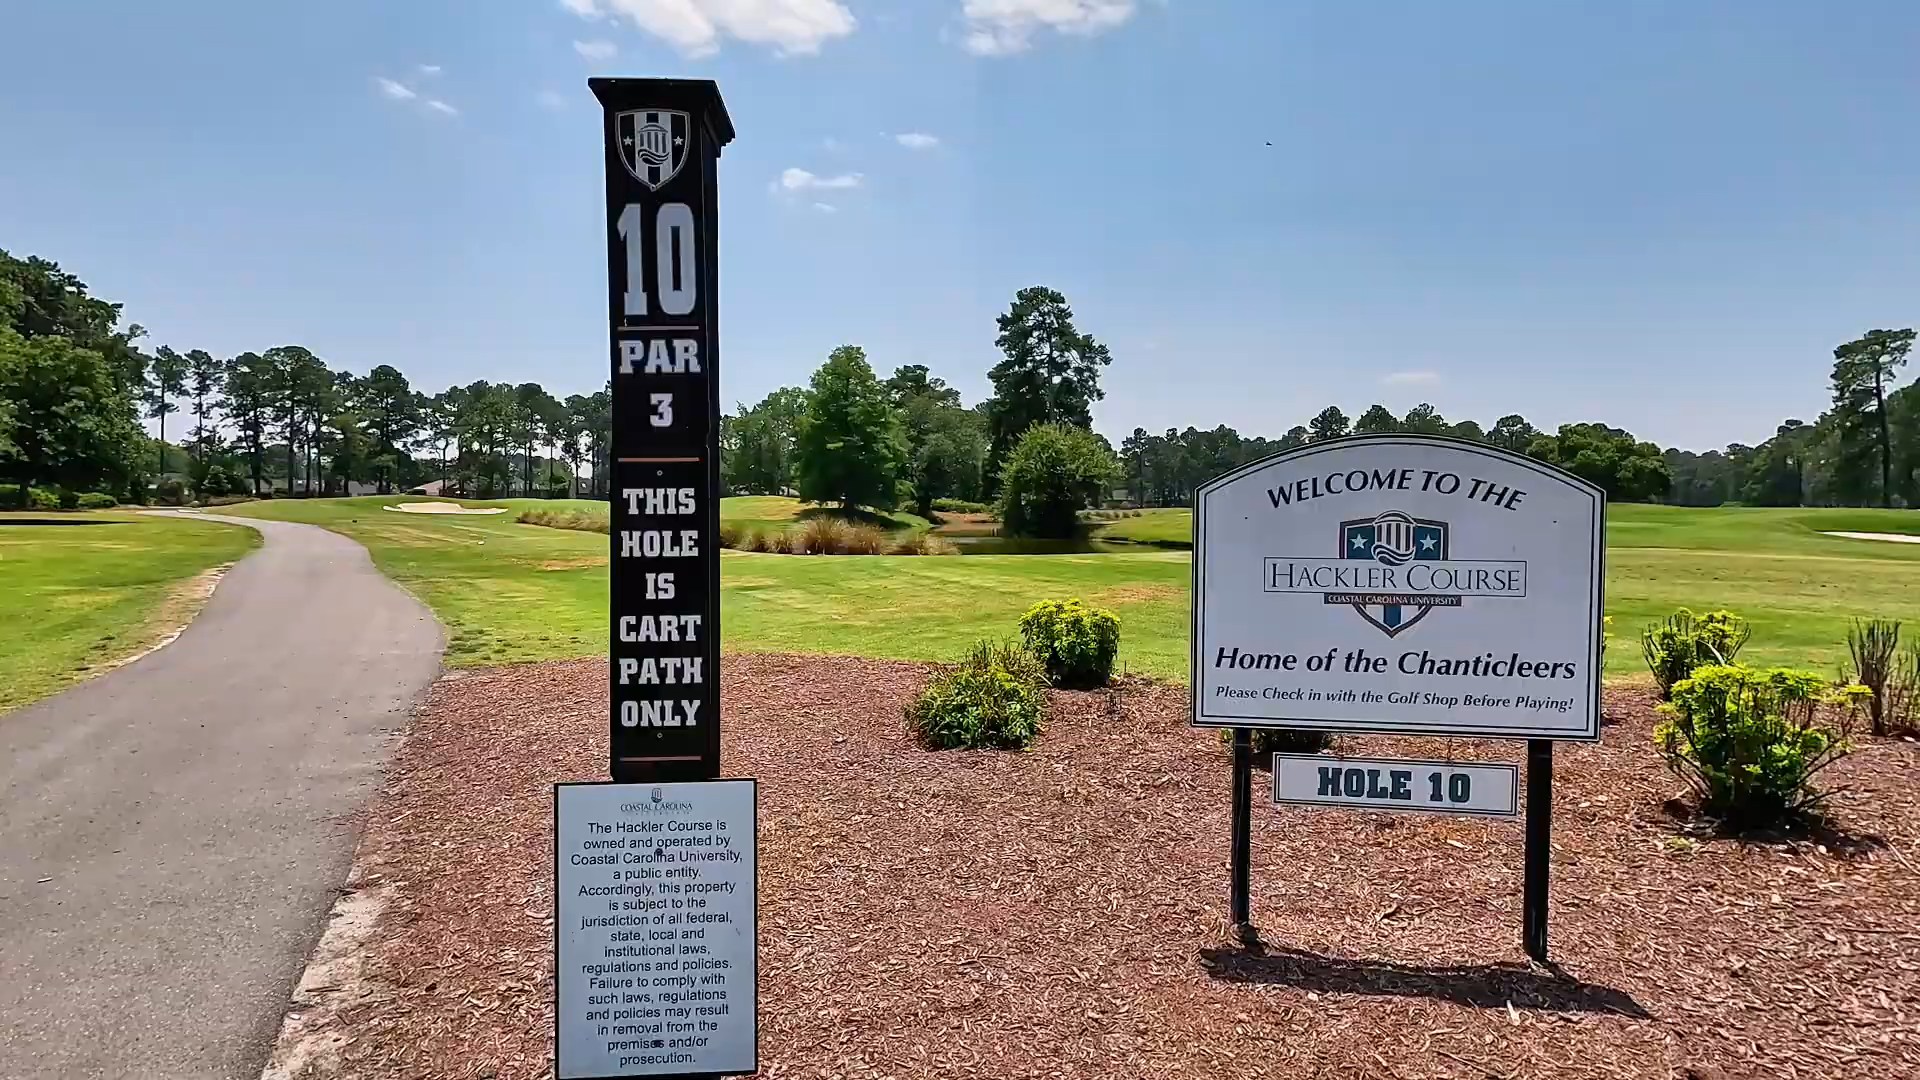 10
PAR
3
THIS
HOLE
IS
CART
PATH
ONLY
COASTAL CAROLINA
The Hackler Course is
owned and operated by
Coastal Carolina University,
a public entity.
Accordingly, this property
is subject to the
jurisdiction of all federal,
state, local and
institutional laws,
regulations and policies.
Failure to comply with
such laws, regulations
and policies may result
in removal from the
premises and/or
prosecution.
WELCOME TO THE
HACKLER COURSE
COASTAL CAROLINA UNIVERSITY
Home of the Chanticleers
Please Check in with the Golf Shop Before Playing!
HOLE 10